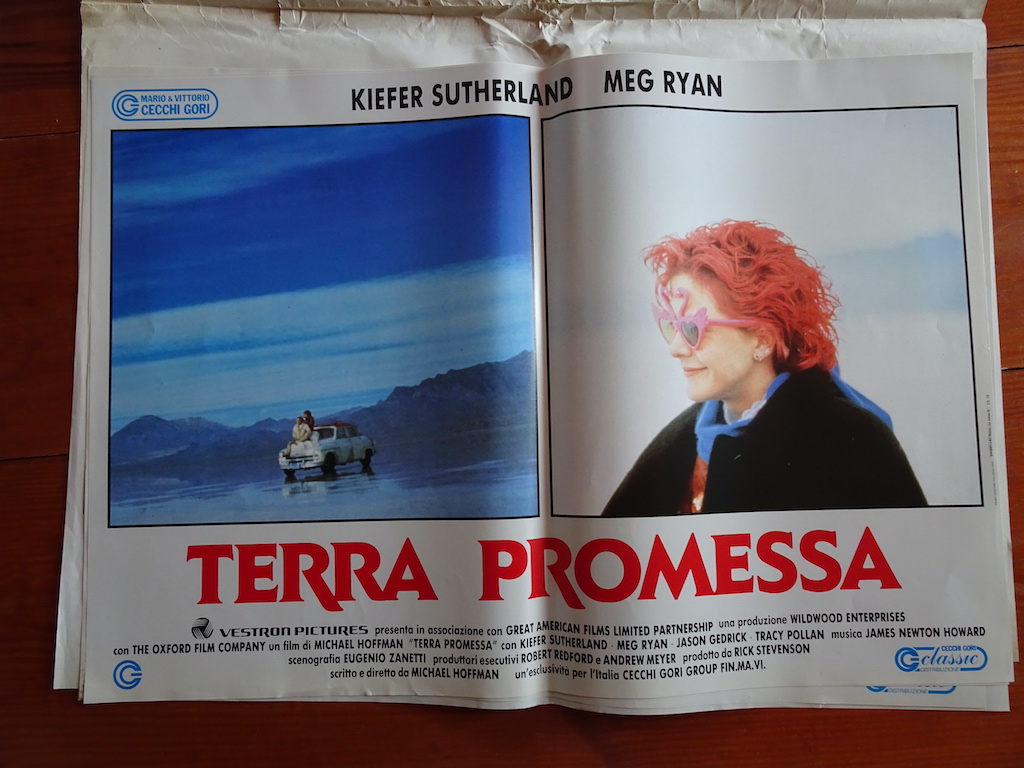 MARIO & VITTORIO
CECCHI GORI
KIEFER SUTHERLAND MEG RYAN
TERRA PROMESSA
VESTRON PICTURES presenta in associazione con GREAT AMERICAN FILMS LIMITED PARTNERSHIP una produzione WILDWOOD ENTERPRISES
con THE OXFORD FILM COMPANY un film di MICHAEL HOFFMAN "TERRA PROMESSA" con KIEFER SUTHERLAND · MEG RYAN · JASON GEDRICK · TRACY POLLAN musica JAMES NEWTON HOWARD
scenografia EUGENIO ZANETTI produttori esecutivi ROBERT REDFORD e ANDREW MEYER prodotto da RICK STEVENSON
scritto e diretto da MICHAEL HOFFMAN un'esclusività per l'Italia CECCHI GORI GROUP FIN.MA.VI.
CECCHI GORI
classic
DISTRIBUZIONE
DISTRIBUZIONE